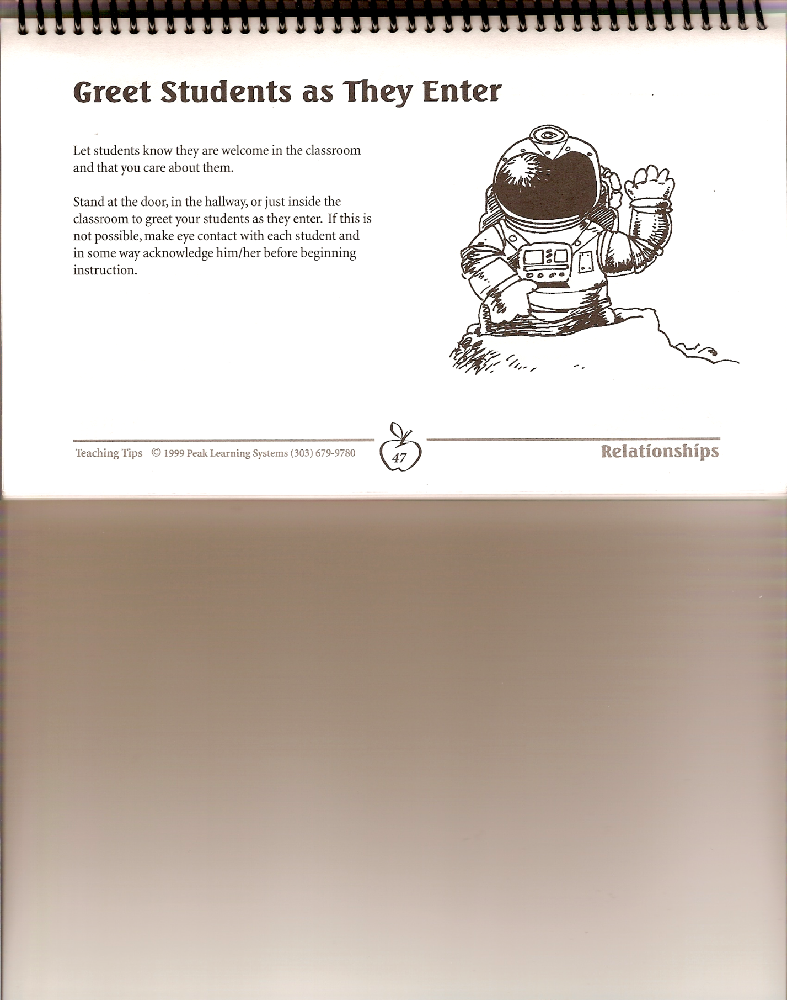 Greet Students as They Enter
Let students know they are welcome in the classroom
and that you care about them.
Stand at the door, in the hallway, or just inside the
classroom to greet your students as they enter. If this is
not possible, make eye contact with each student and
in some way acknowledge him/her before beginning
instruction.
Teaching Tips © 1999 Peak Learning Systems (303) 679-9780
47
Relationships